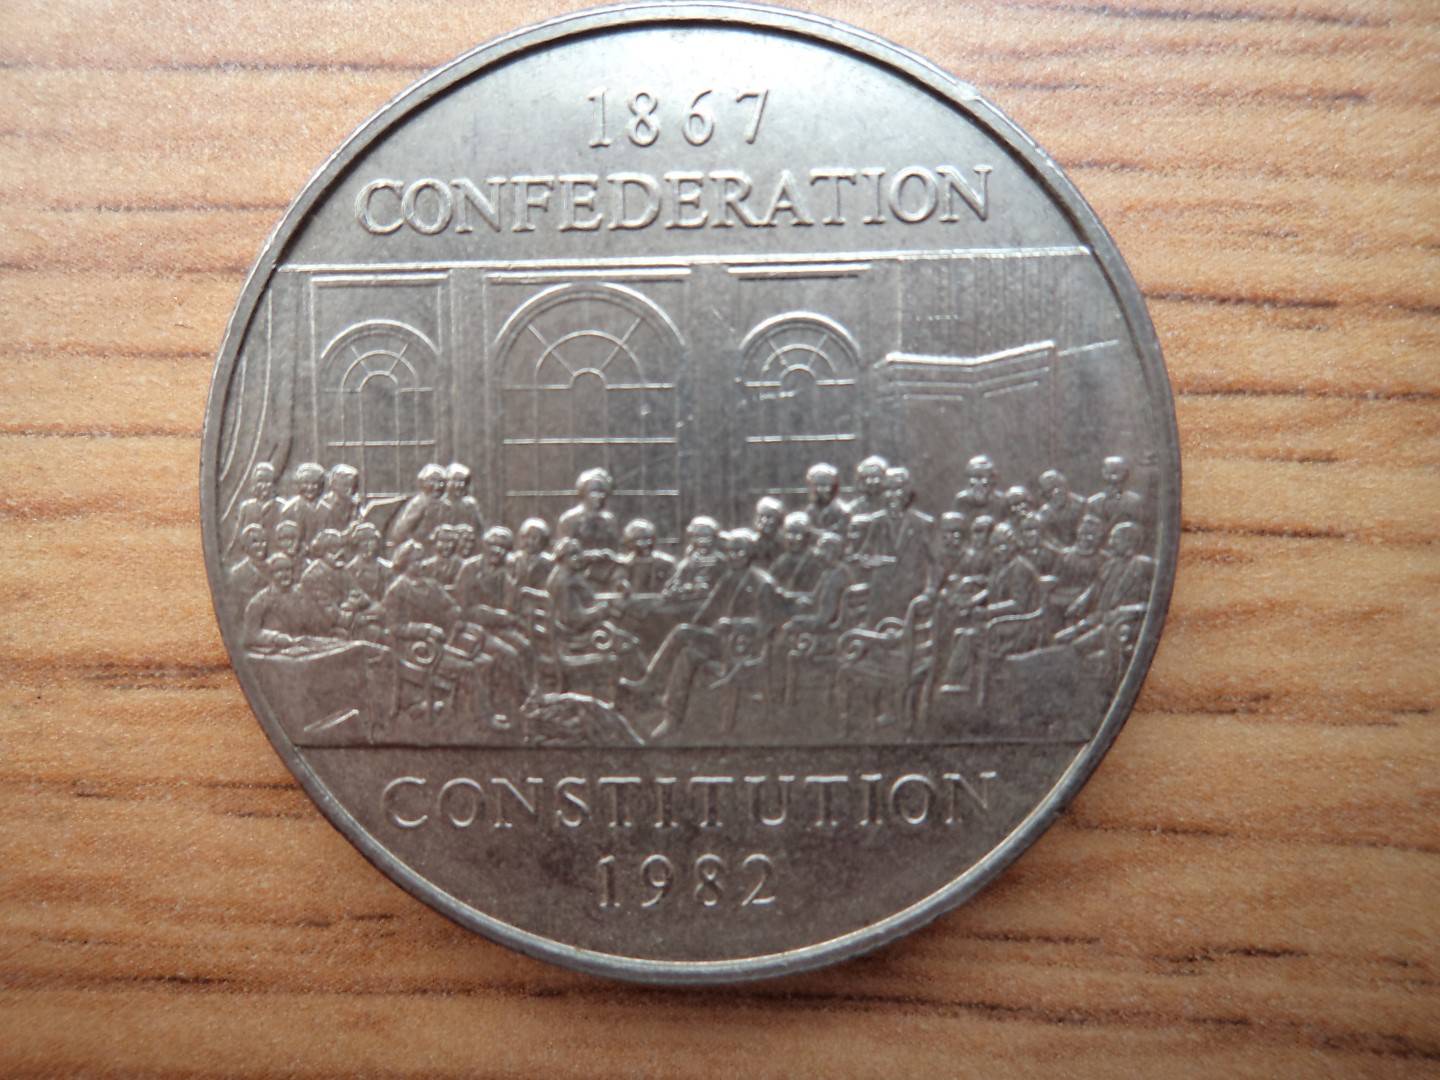 1867
CONFEDERATION
CONSTITUTION
1982